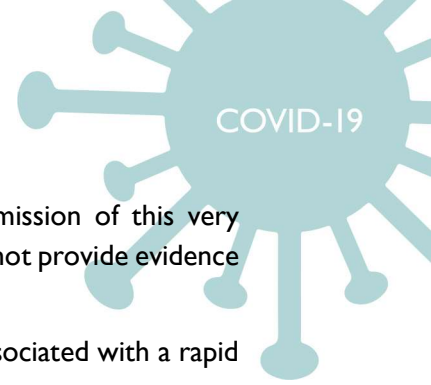 COVID-19
mission of this very
not provide evidence
sociated with a rapid